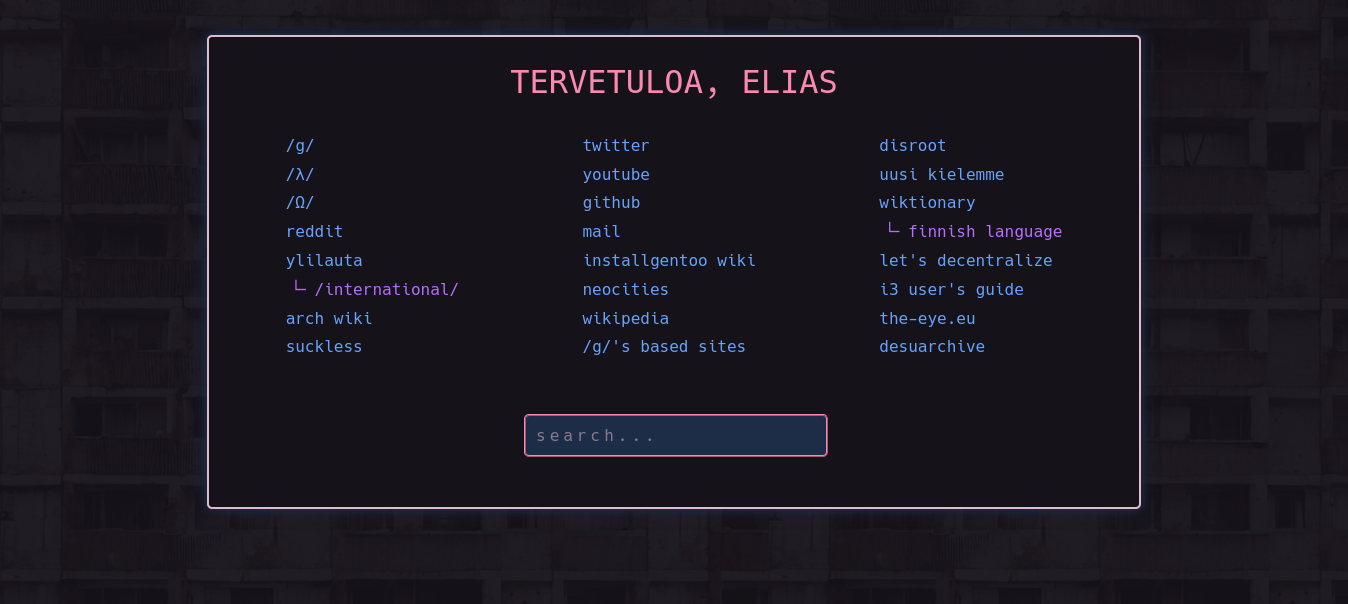 TERVETULOA, ELIAS
/g/
/λ/
/Ω/
reddit
ylilauta
└─ /international/
arch wiki
suckless
twitter
youtube
github
mail
installgentoo wiki
neocities
wikipedia
/g/'s based sites
disroot
uusi kielemme
wiktionary
└─ finnish language
let's decentralize
i3 user's guide
the-eye.eu
desuarchive
search...